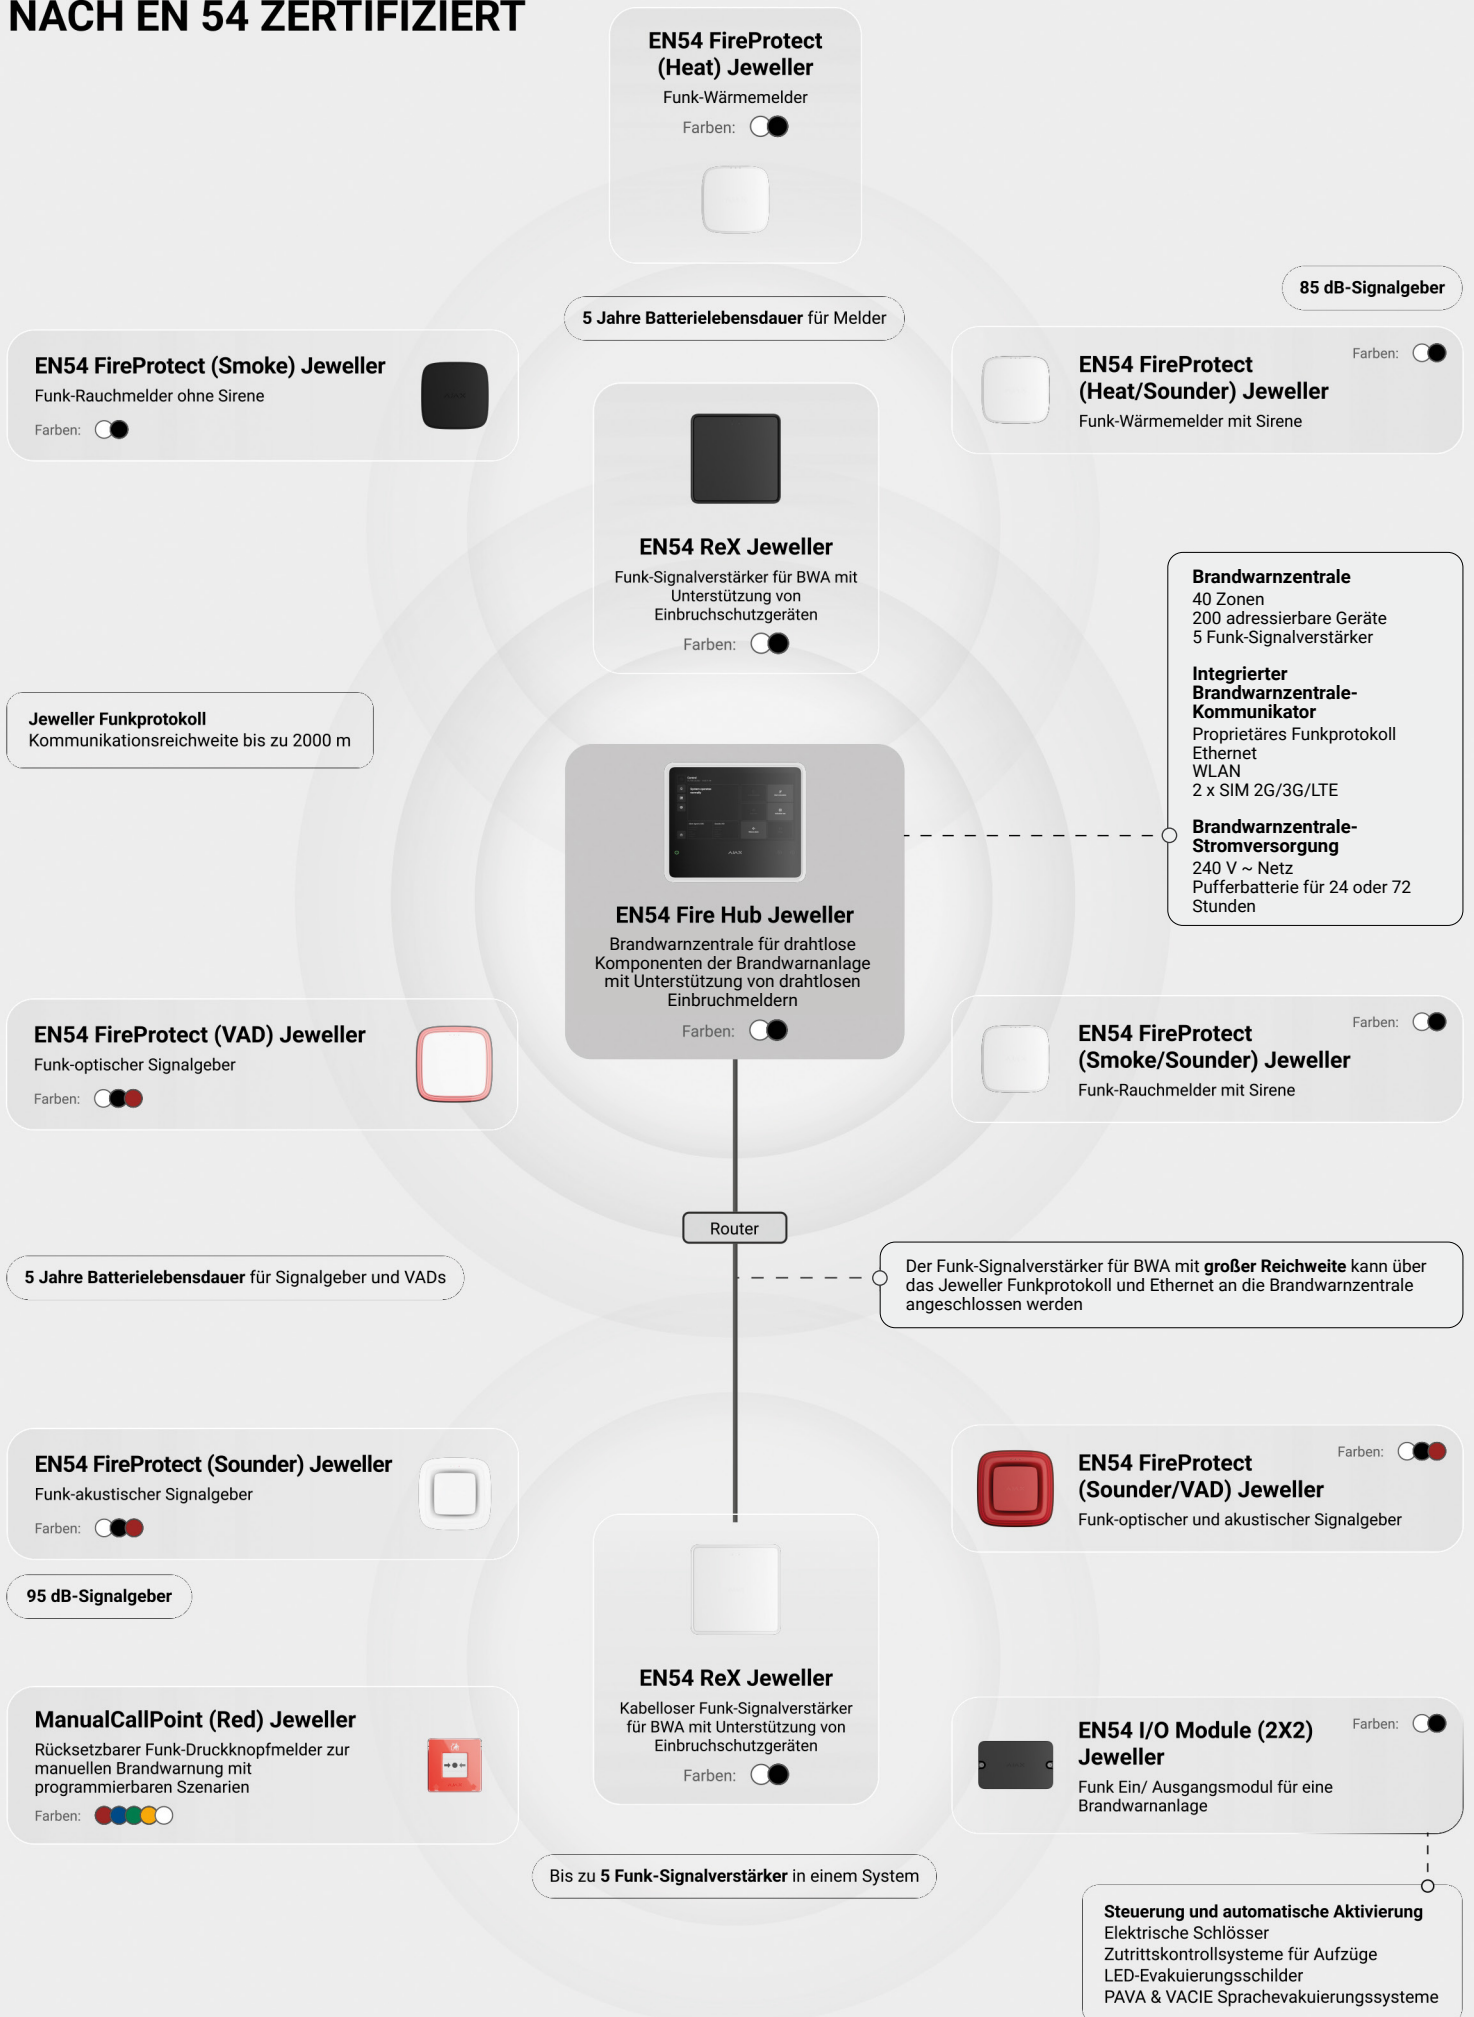 NACH EN 54 ZERTIFIZIERT
EN54 FireProtect
(Heat) Jeweller
Funk-Wärmemelder
Farben:
85 dB-Signalgeber
5 Jahre Batterielebensdauer für Melder
EN54 FireProtect (Smoke) Jeweller
Funk-Rauchmelder ohne Sirene
Farben:
EN54 FireProtect
(Heat/Sounder) Jeweller
Funk-Wärmemelder mit Sirene
Farben:
EN54 ReX Jeweller
Funk-Signalverstärker für BWA mit
Unterstützung von
Einbruchschutzgeräten
Farben:
Brandwarnzentrale
40 Zonen
200 adressierbare Geräte
5 Funk-Signalverstärker
Integrierter
Brandwarnzentrale-
Kommunikator
Proprietäres Funkprotokoll
Ethernet
WLAN
2 x SIM 2G/3G/LTE
Brandwarnzentrale-
Stromversorgung
240 V ~ Netz
Pufferbatterie für 24 oder 72
Stunden
Jeweller Funkprotokoll
Kommunikationsreichweite bis zu 2000 m
AJAX
EN54 Fire Hub Jeweller
Brandwarnzentrale für drahtlose
Komponenten der Brandwarnanlage
mit Unterstützung von drahtlosen
Einbruchmeldern
Farben:
EN54 FireProtect (VAD) Jeweller
Funk-optischer Signalgeber
Farben:
EN54 FireProtect
(Smoke/Sounder) Jeweller
Funk-Rauchmelder mit Sirene
Farben:
Router
5 Jahre Batterielebensdauer für Signalgeber und VADs
Der Funk-Signalverstärker für BWA mit großer Reichweite kann über
das Jeweller Funkprotokoll und Ethernet an die Brandwarnzentrale
angeschlossen werden
EN54 FireProtect (Sounder) Jeweller
Funk-akustischer Signalgeber
Farben:
EN54 FireProtect
(Sounder/VAD) Jeweller
Funk-optischer und akustischer Signalgeber
Farben:
95 dB-Signalgeber
EN54 ReX Jeweller
Kabelloser Funk-Signalverstärker
für BWA mit Unterstützung von
Einbruchschutzgeräten
Farben:
ManualCallPoint (Red) Jeweller
Rücksetzbarer Funk-Druckknopfmelder zur
manuellen Brandwarnung mit
programmierbaren Szenarien
Farben:
EN54 I/O Module (2X2)
Jeweller
Funk Ein/ Ausgangsmodul für eine
Brandwarnanlage
Farben:
Bis zu 5 Funk-Signalverstärker in einem System
Steuerung und automatische Aktivierung
Elektrische Schlösser
Zutrittskontrollsysteme für Aufzüge
LED-Evakuierungsschilder
PAVA & VACIE Sprachevakuierungssysteme